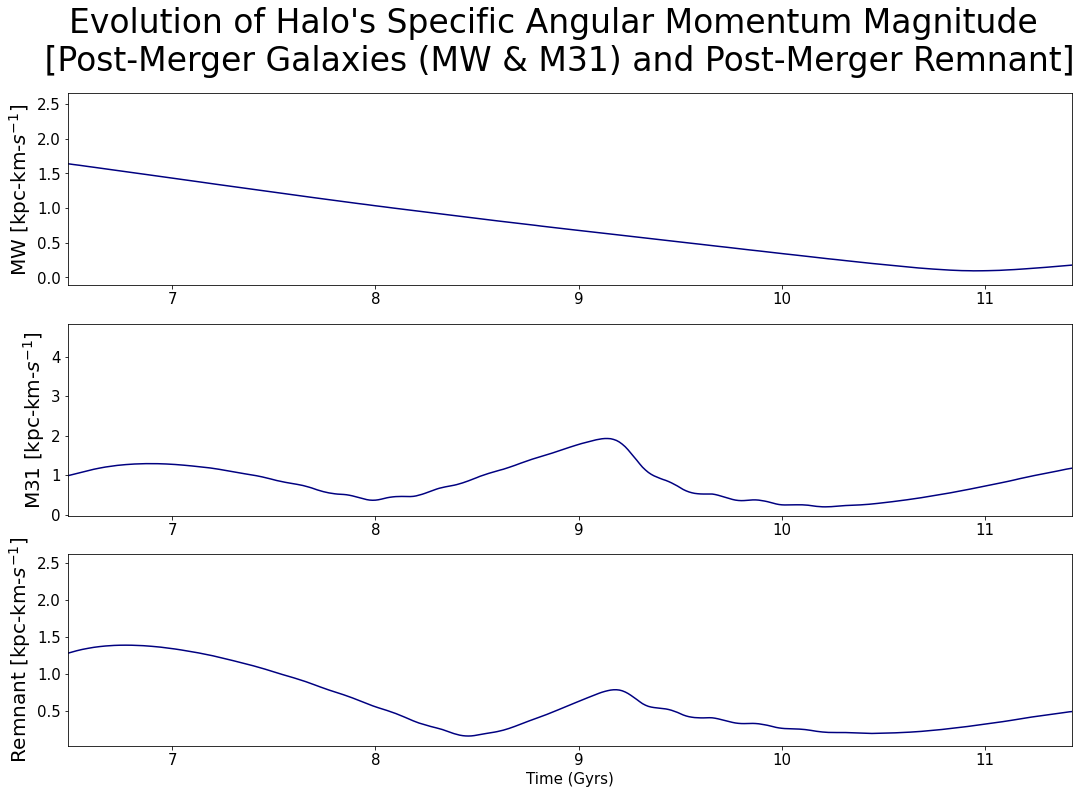 Evolution of Halo's Specific Angular Momentum Magnitude
[Post-Merger Galaxies (MW & M31) and Post-Merger Remnant]
MW [kpc-km-s⁻¹]
2.5
2.0
1.5
1.0
0.5
0.0
7 8 9 10 11
M31 [kpc-km-s⁻¹]
4
3
2
1
0
7 8 9 10 11
Remnant [kpc-km-s⁻¹]
2.5
2.0
1.5
1.0
0.5
7 8 9 10 11
Time (Gyrs)